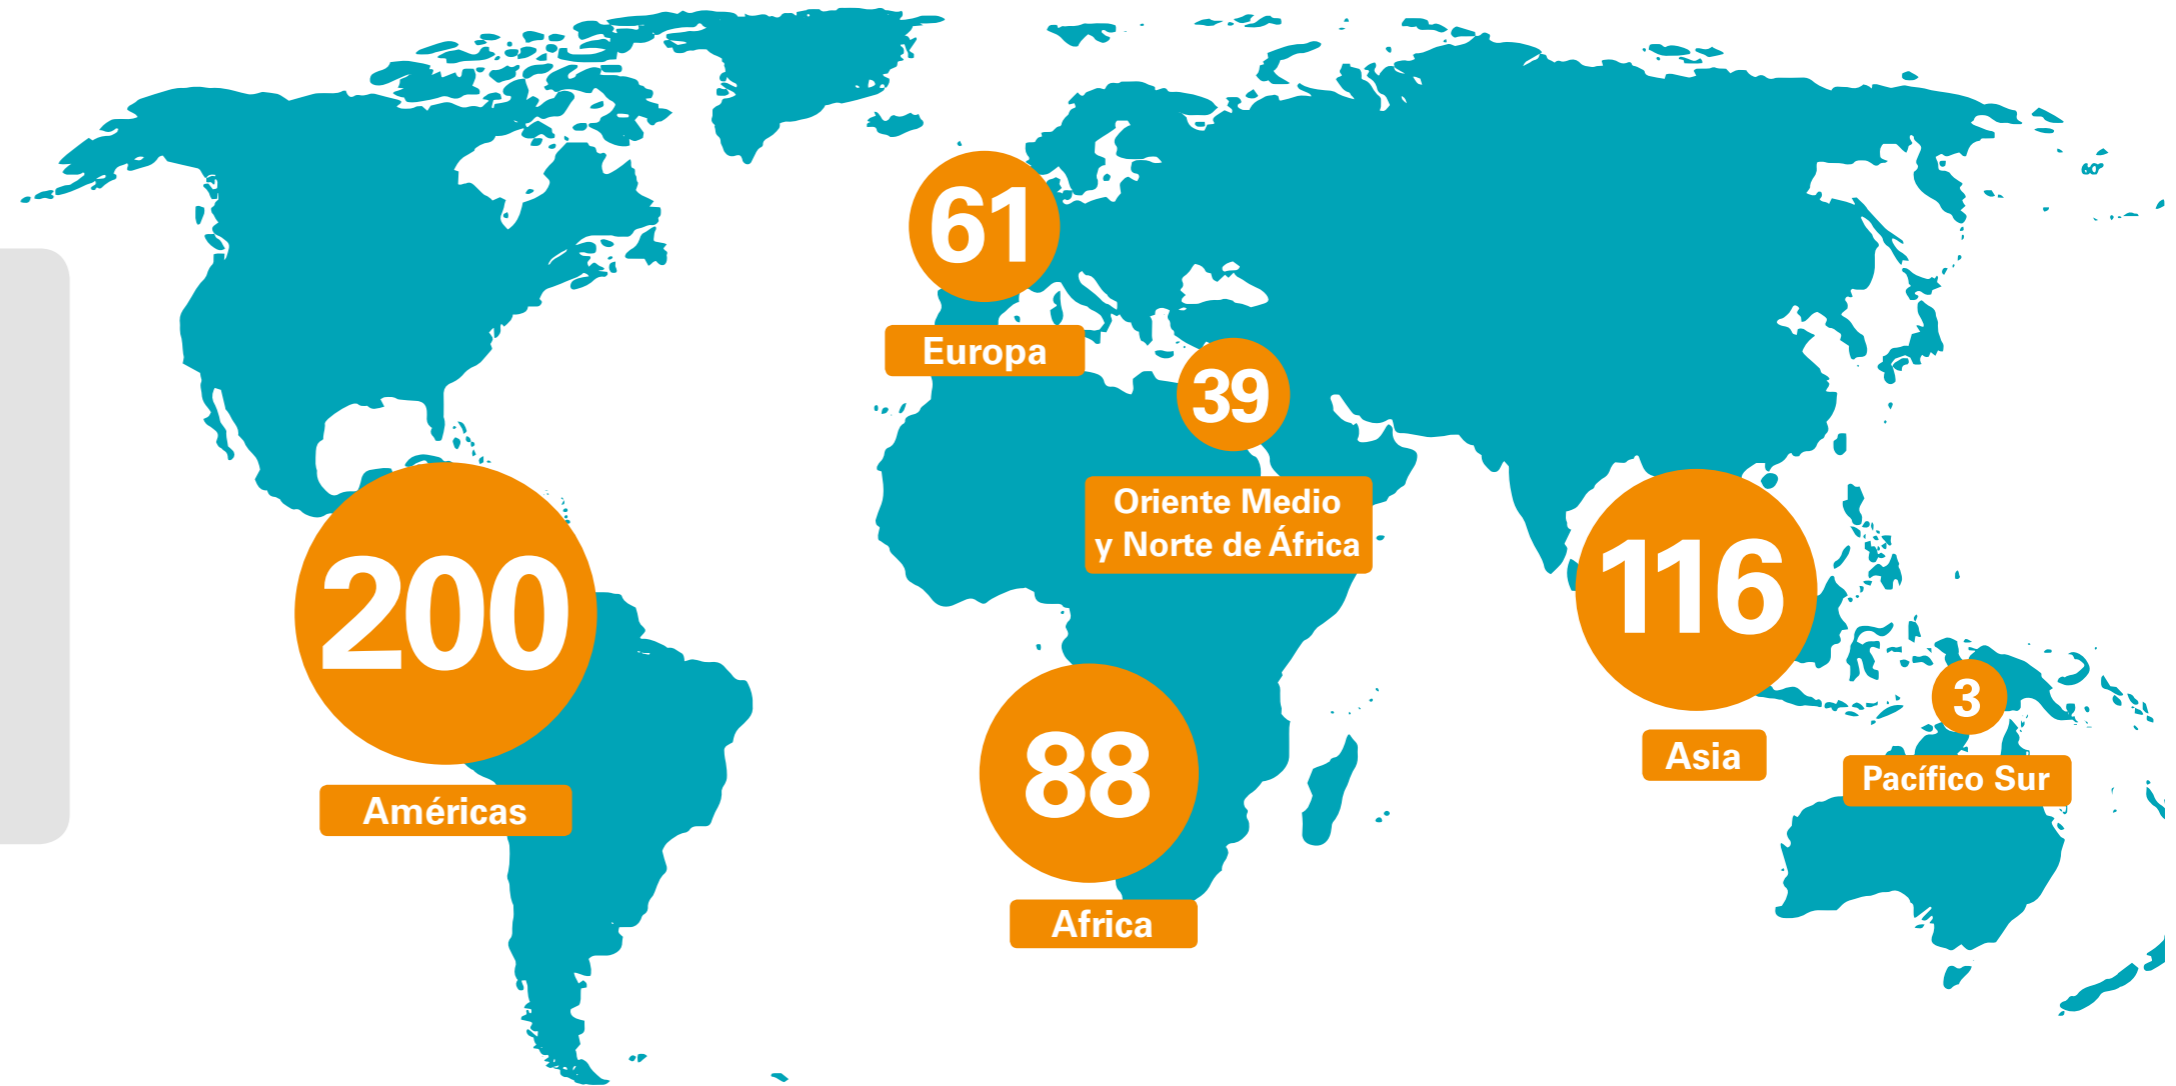 61
Europa
39
Oriente Medio
y Norte de África
200
Américas
116
Asia
3
Pacífico Sur
88
Africa